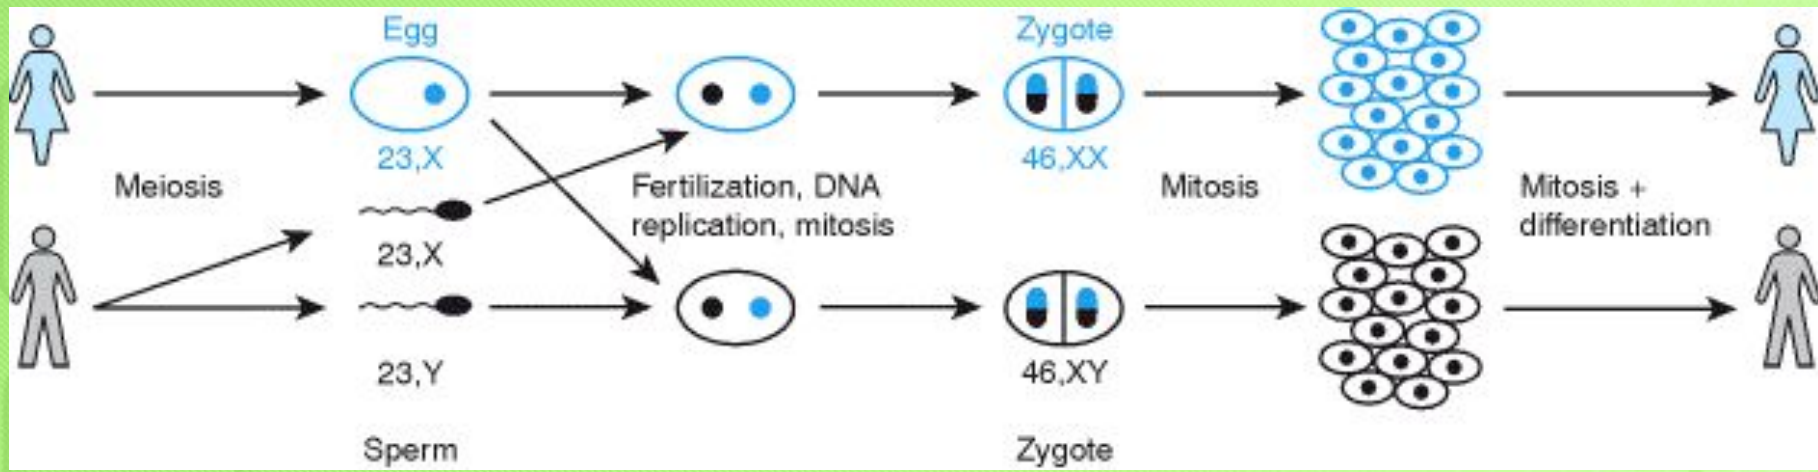 Egg
Zygote
23,X
46,XX
Meiosis
Fertilization, DNA
replication, mitosis
Mitosis
Mitosis +
differentiation
23,X
23,Y
46,XY
Sperm
Zygote